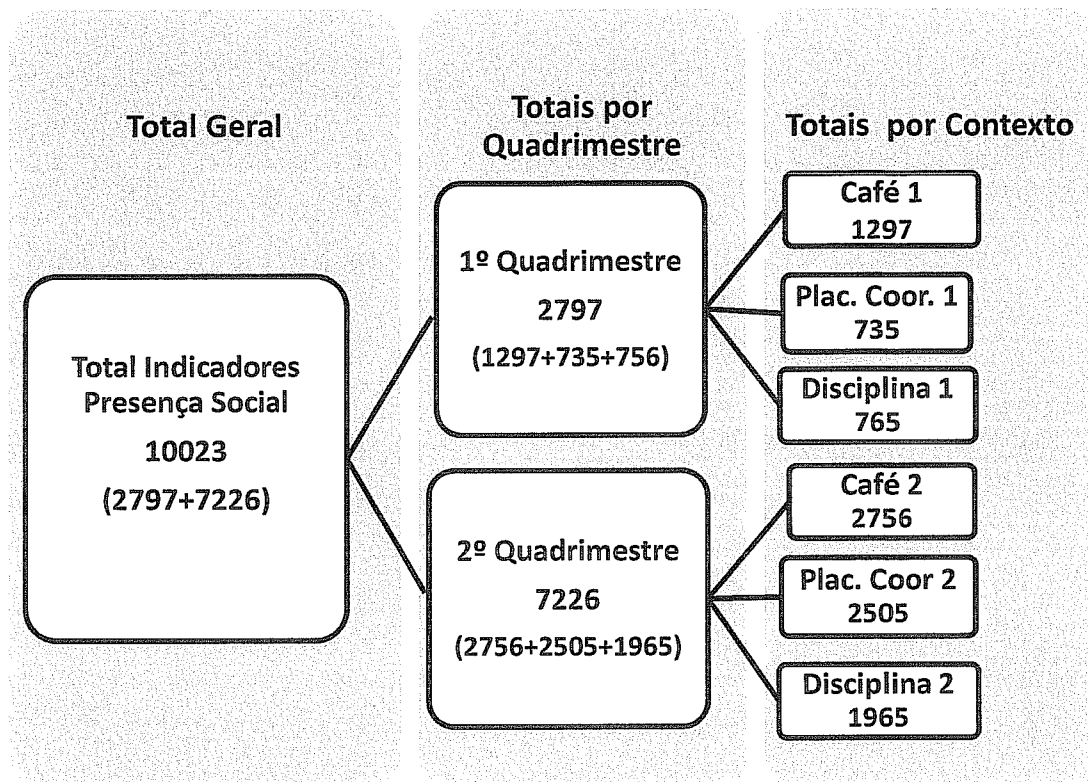 Total Geral
Total Indicadores
Presença Social
10023
(2797+7226)
Totais por
Quadrimestre
1º Quadrimestre
2797
(1297+735+756)
2º Quadrimestre
7226
(2756+2505+1965)
Totais por Contexto
Café 1
1297
Plac. Coor. 1
735
Disciplina 1
765
Café 2
2756
Plac. Coor 2
2505
Disciplina 2
1965